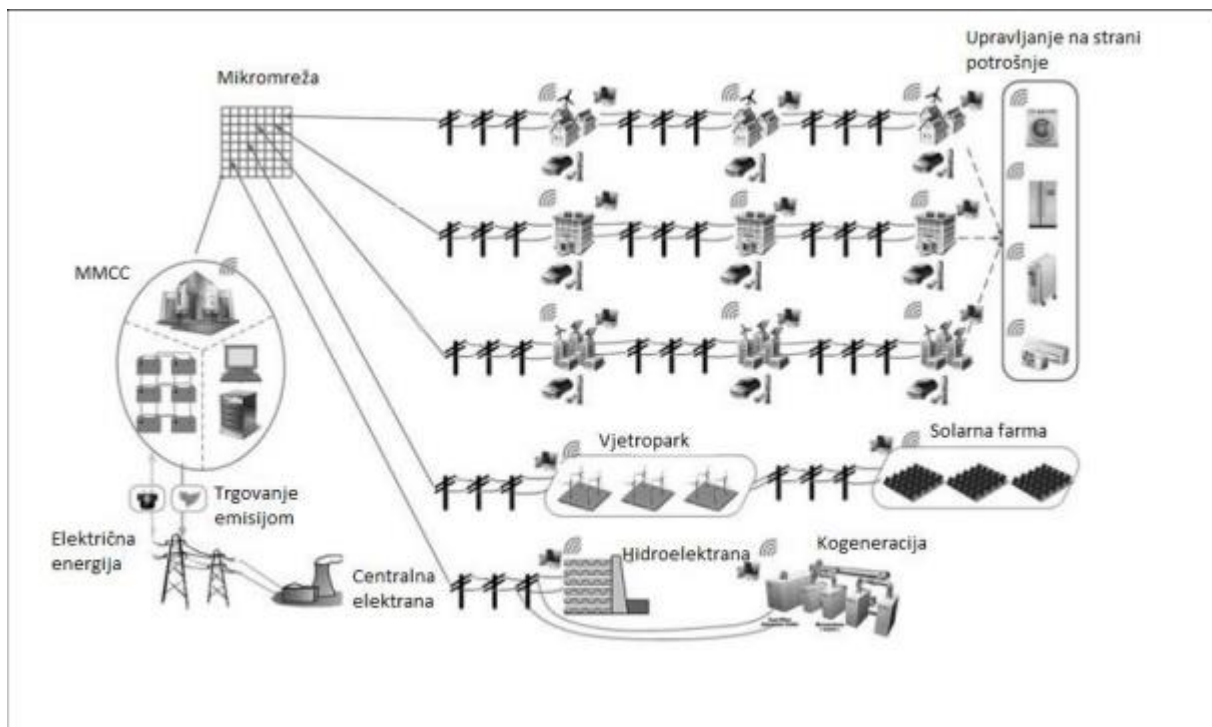 Upravljanje na strani
potrošnje
Mikromreža
MMCC
Vjetropark
Solarna farma
Trgovanje
emisijom
Električna
energija
Centralna
elektrana
Hidroelektrana
Kogeneracija